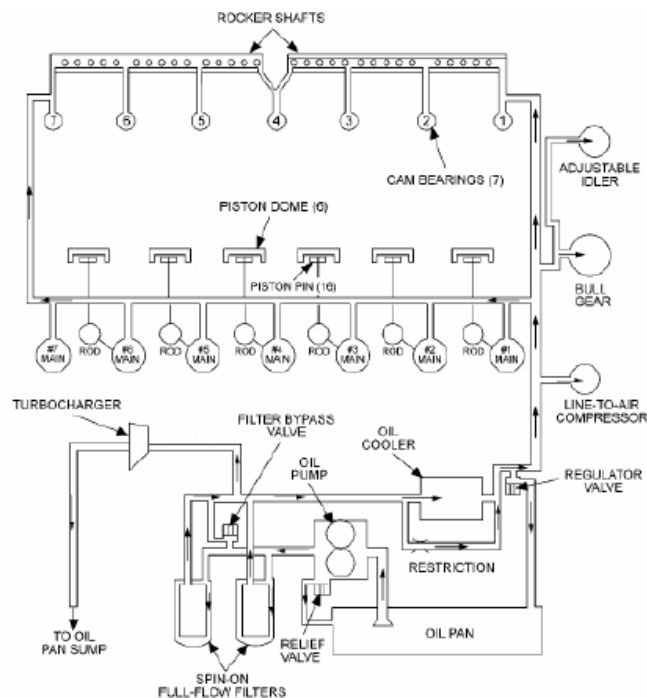 ROCKER SHAFTS
7
6
5
4
3
2
1
CAM BEARINGS (7)
ADJUSTABLE
IDLER
PISTON DOME (6)
PISTON PIN (16)
BULL
GEAR
#7
MAIN
ROD
#6
MAIN
ROD
#5
MAIN
ROD
#4
MAIN
ROD
#3
MAIN
ROD
#2
MAIN
ROD
#1
MAIN
LINE-TO-AIR
COMPRESSOR
TURBOCHARGER
FILTER BYPASS
VALVE
OIL
PUMP
OIL
COOLER
REGULATOR
VALVE
RESTRICTION
TO OIL
PAN SUMP
SPIN-ON
FULL-FLOW FILTERS
RELIEF
VALVE
OIL PAN